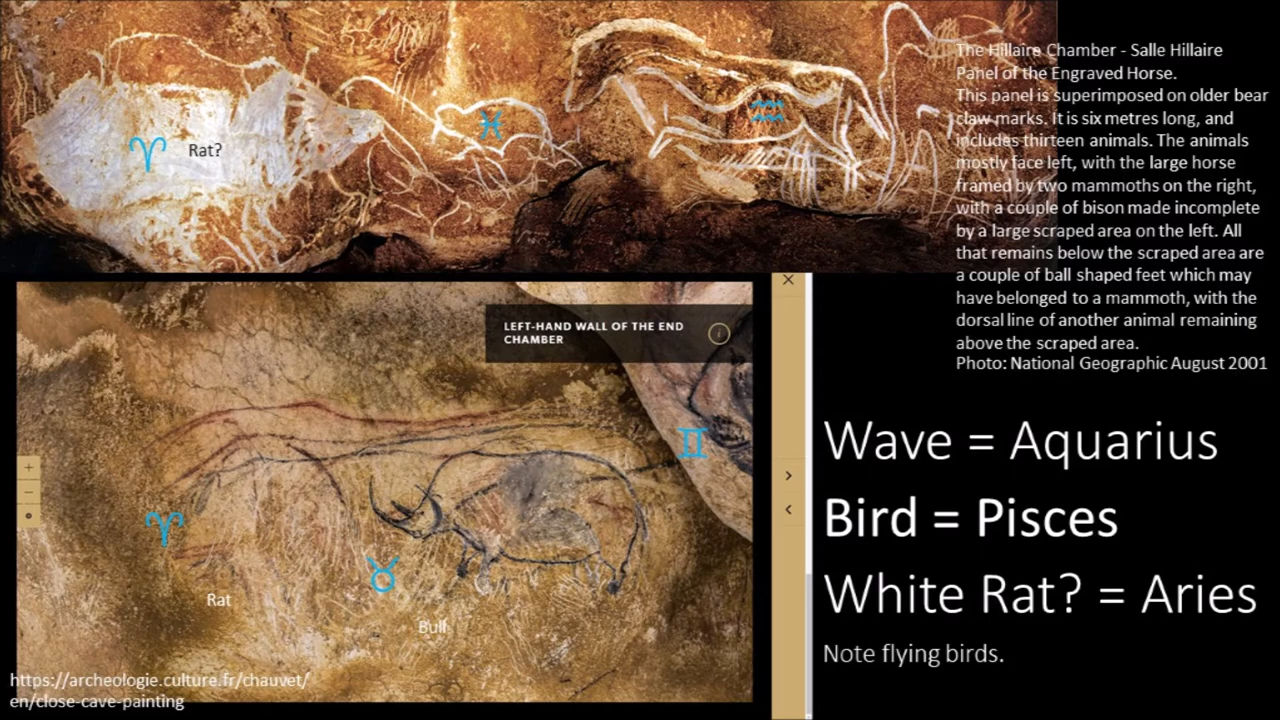 The Hillaire Chamber - Salle Hillaire
Panel of the Engraved Horse.
This panel is superimposed on older bear
claw marks. It is six metres long, and
includes thirteen animals. The animals
mostly face left, with the large horse
framed by two mammoths on the right,
with a couple of bison made incomplete
by a large scraped area on the left. All
that remains below the scraped area are
a couple of ball shaped feet which may
have belonged to a mammoth, with the
dorsal line of another animal remaining
above the scraped area.
Photo: National Geographic August 2001
♈ Rat?
♓
♒
LEFT-HAND WALL OF THE END
CHAMBER
♊
♈
♉
Rat
Bull
https://archeologie.culture.fr/chauvet/
en/close-cave-painting
Wave = Aquarius
Bird = Pisces
White Rat? = Aries
Note flying birds.